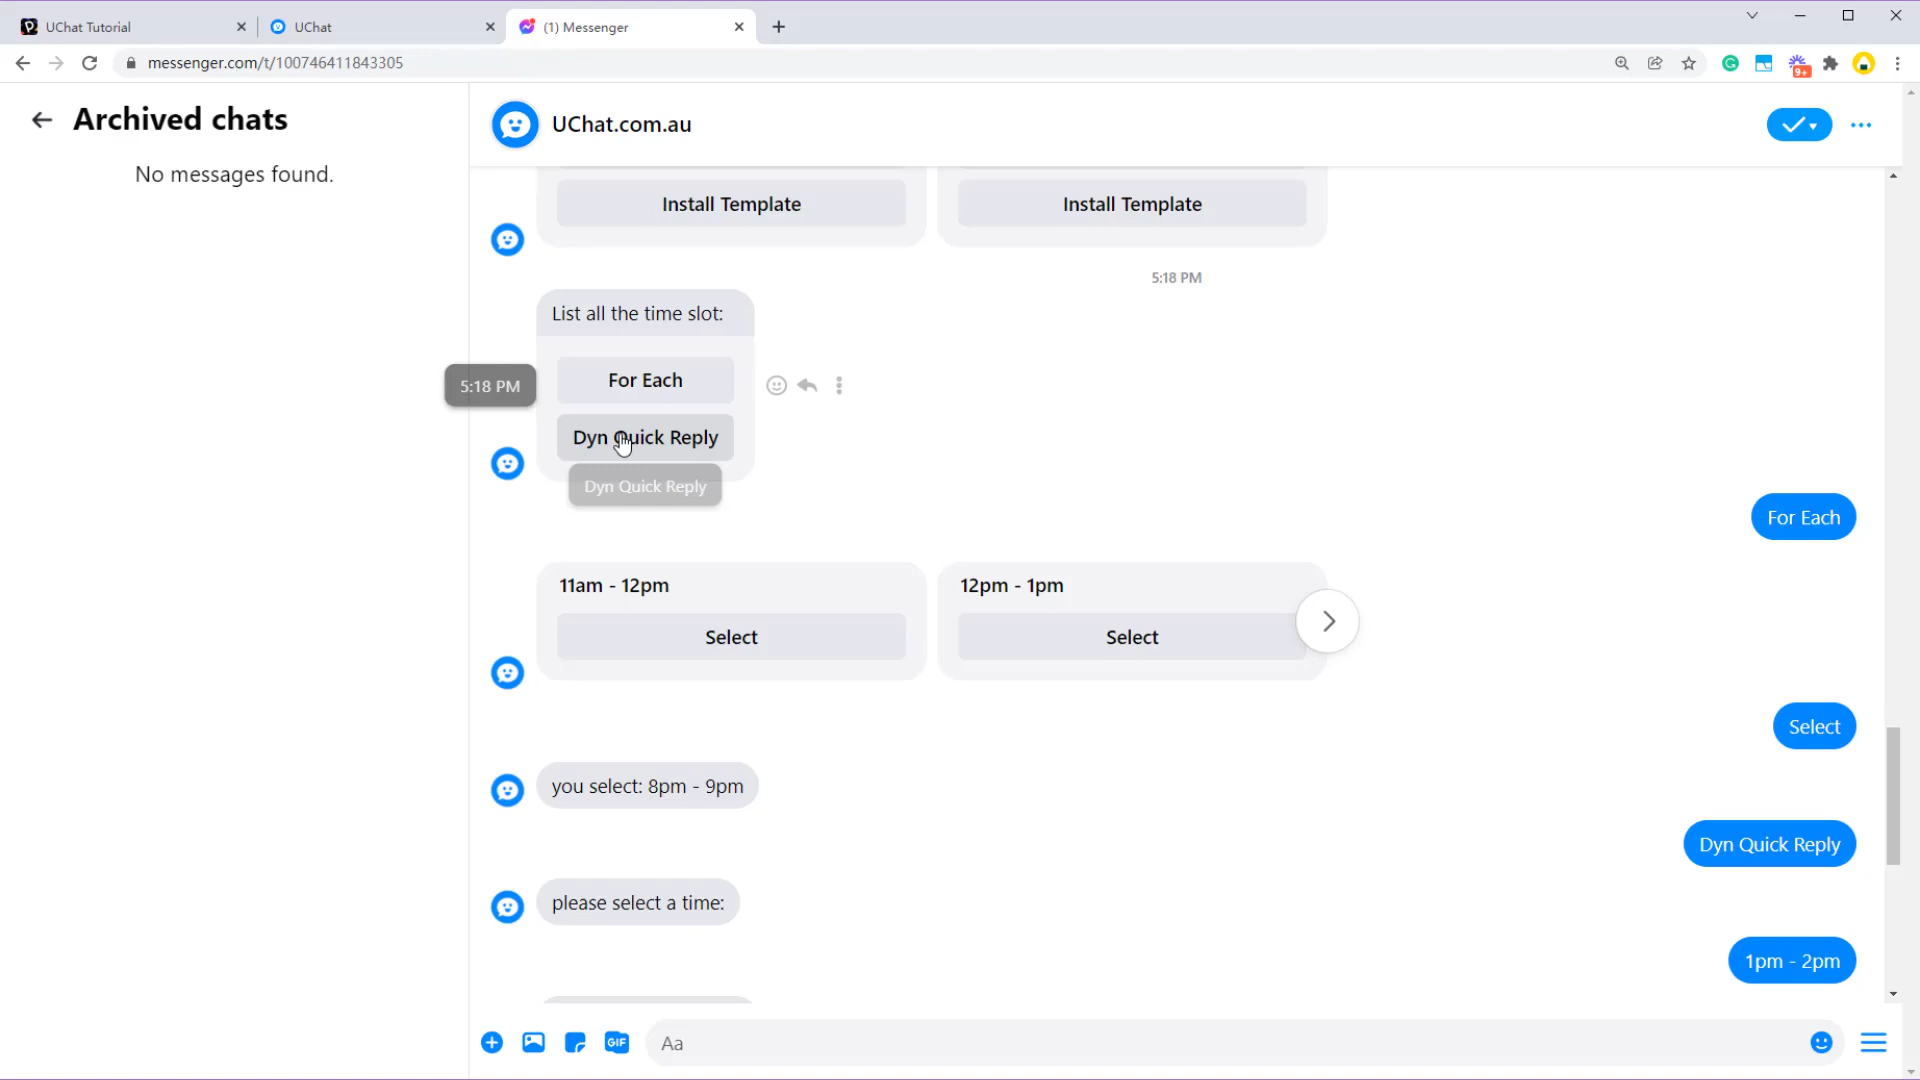 UChat Tutorial
UChat
(1) Messenger
messenger.com/t/100746411843305
9+
Archived chats
No messages found.
UChat.com.au
Install Template
Install Template
5:18 PM
List all the time slot:
For Each
5:18 PM
Dyn Quick Reply
Dyn Quick Reply
For Each
11am - 12pm
12pm - 1pm
Select
Select
Select
you select: 8pm - 9pm
Dyn Quick Reply
please select a time:
1pm - 2pm
GIF
Aa